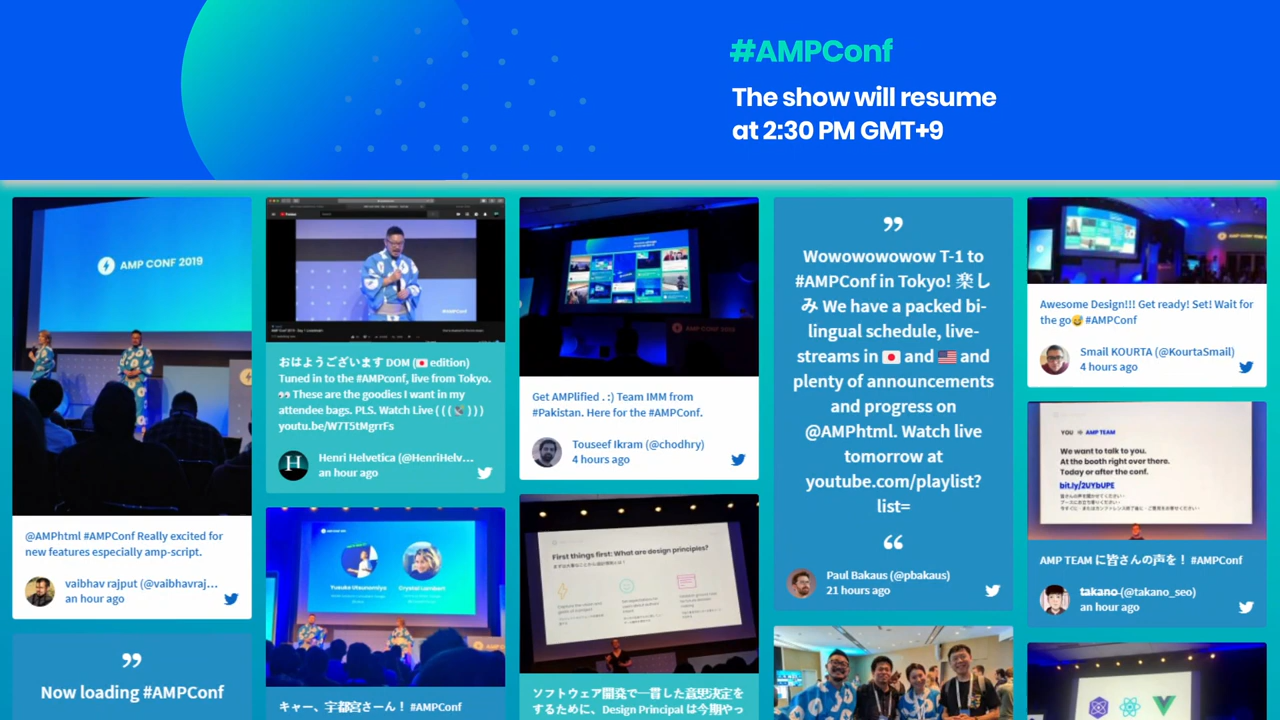 #AMPConf
The show will resume
at 2:30 PM GMT+9
AMP CONF 2019
@AMPhtml #AMPConf Really excited for
new features especially amp-script.
vaibhav rajput (@vaibhavraj...
an hour ago
”
Now loading #AMPConf
#AMPConf
おはようございます DOM (🇯🇵 edition)
Tuned in to the #AMPconf, live from Tokyo.
👀 These are the goodies I want in my
attendee bags. PLS. Watch Live ( ( ( 📡 ) ) )
youtu.be/W7T5tMgrrFs
H
Henri Helvetica (@HenriHelv...
an hour ago
Yusuke Utsunomiya
Crystal Lambert
キャー、宇都宮さーん！ #AMPConf
AMP CONF 2019
Get AMPlified . :) Team IMM from
#Pakistan. Here for the #AMPConf.
Touseef Ikram (@chodhry)
4 hours ago
First things first: What are design principles?
ソフトウェア開発で一貫した意思決定を
するために、Design Principal は今期やっ
”
Wowowowowow T-1 to
#AMPConf in Tokyo! 楽し
み We have a packed bi-
lingual schedule, live-
streams in 🇯🇵 and 🇺🇸 and
plenty of announcements
and progress on
@AMPhtml. Watch live
tomorrow at
youtube.com/playlist?
list=
“
Paul Bakaus (@pbakaus)
21 hours ago
Awesome Design!!! Get ready! Set! Wait for
the go😅 #AMPConf
Smail KOURTA (@KourtaSmail)
4 hours ago
YOU AMP TEAM
We want to talk to you.
At the booth right over there.
Today or after the conf.
bit.ly/2UYbUPE
AMP TEAM に皆さんの声を！ #AMPConf
takano (@takano_seo)
an hour ago